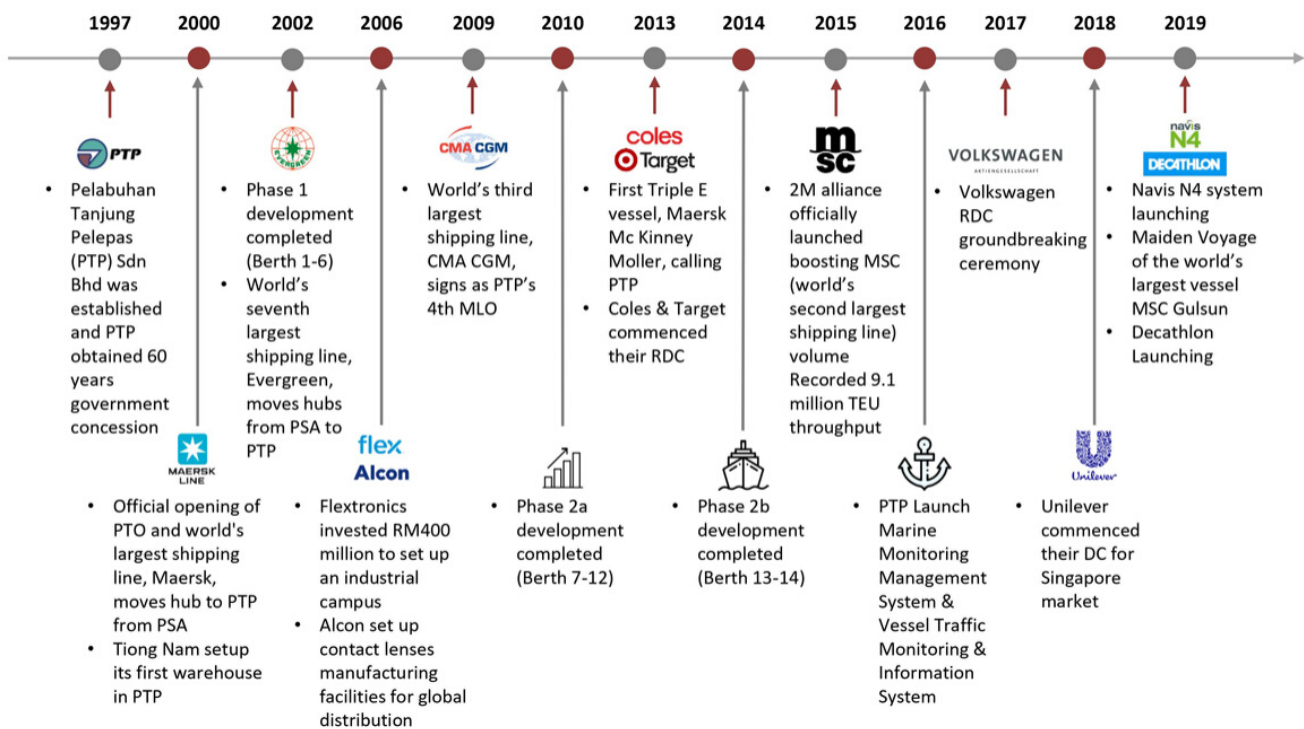 1997
2000
2002
2006
2009
2010
2013
2014
2015
2016
2017
2018
2019
PTP
• Pelabuhan
Tanjung
Pelepas
(PTP) Sdn
Bhd was
established
and PTP
obtained 60
years
government
concession
MAERSK
LINE
• Official opening of
PTO and world's
largest shipping
line, Maersk,
moves hub to PTP
from PSA
• Tiong Nam setup
its first warehouse
in PTP
EVERGREEN
• Phase 1
development
completed
(Berth 1-6)
• World’s
seventh
largest
shipping line,
Evergreen,
moves hubs
from PSA to
PTP
flex
Alcon
• Flextronics
invested RM400
million to set up
an industrial
campus
• Alcon set up
contact lenses
manufacturing
facilities for global
distribution
CMA CGM
• World’s third
largest
shipping line,
CMA CGM,
signs as PTP’s
4th MLO
• Phase 2a
development
completed
(Berth 7-12)
coles
Target
• First Triple E
vessel, Maersk
Mc Kinney
Moller, calling
PTP
• Coles & Target
commenced
their RDC
• Phase 2b
development
completed
(Berth 13-14)
m
sc
• 2M alliance
officially
launched
boosting MSC
(world’s
second largest
shipping line)
volume
Recorded 9.1
million TEU
throughput
• PTP Launch
Marine
Monitoring
Management
System &
Vessel Traffic
Monitoring &
Information
System
VOLKSWAGEN
AKTIENGESELLSCHAFT
• Volkswagen
RDC
groundbreaking
ceremony
Unilever
• Unilever
commenced
their DC for
Singapore
market
navis
N4
DECATHLON
• Navis N4 system
launching
• Maiden Voyage
of the world’s
largest vessel
MSC Gulsun
• Decathlon
Launching